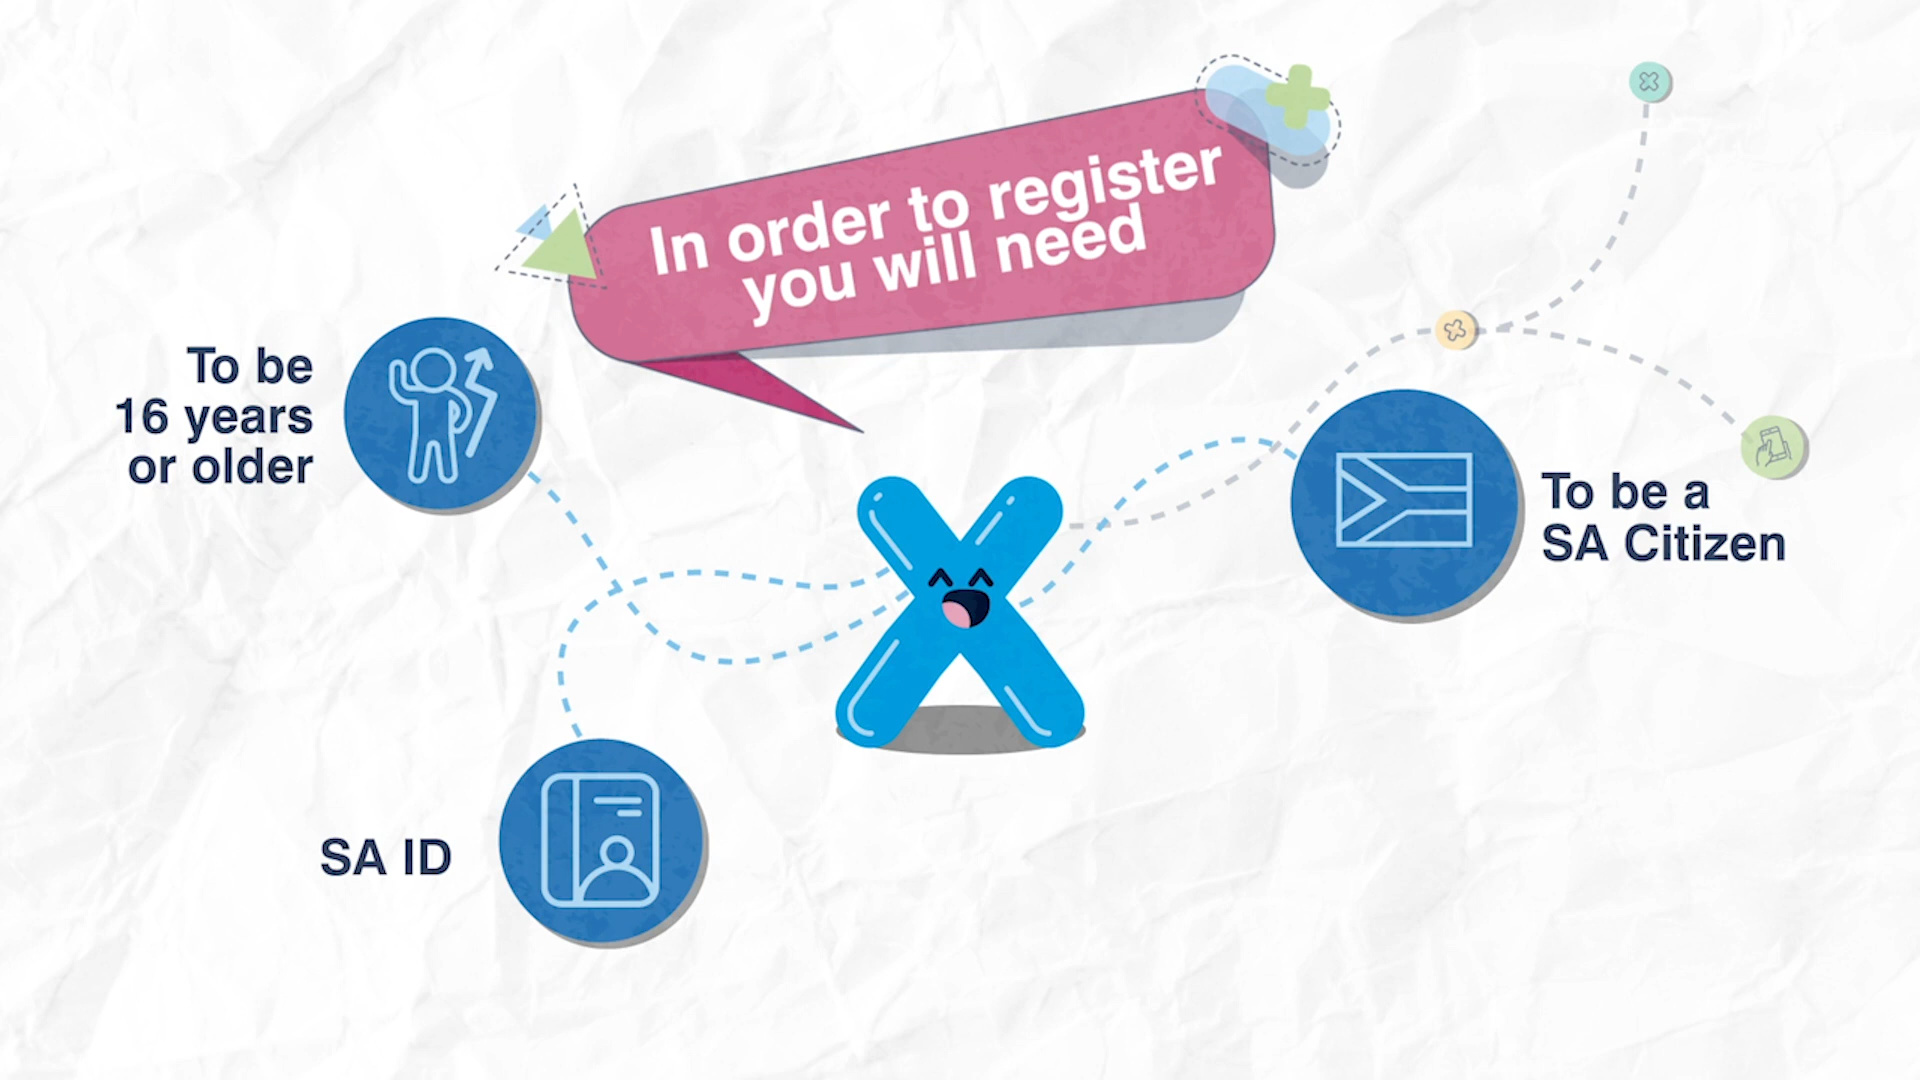 In order to register
you will need
To be
16 years
or older
To be a
SA Citizen
SA ID